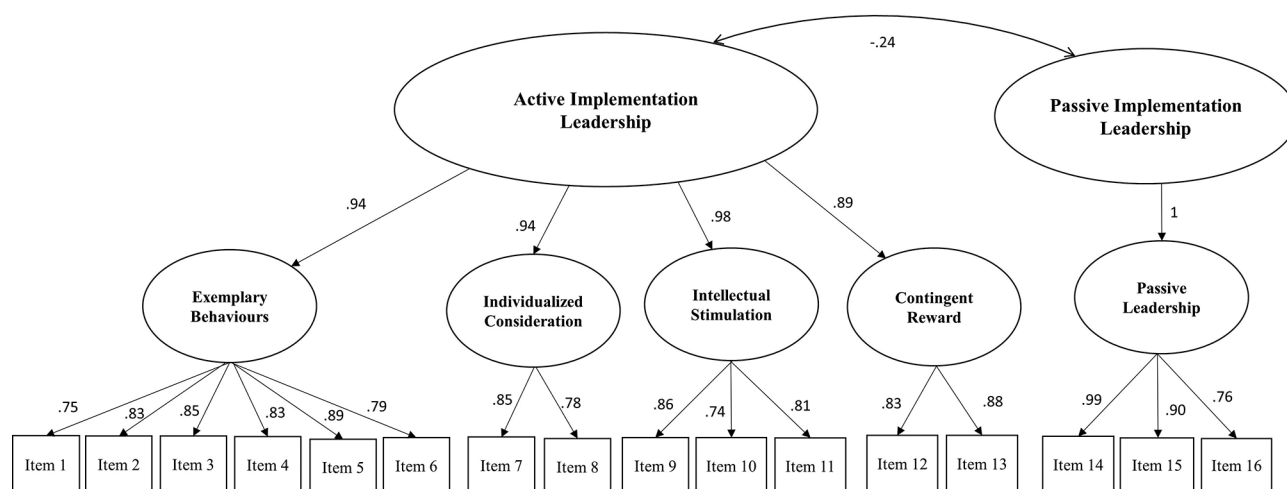 -.24
Active Implementation
Leadership
Passive Implementation
Leadership
.94
.94
.98
.89
1
Exemplary
Behaviours
Individualized
Consideration
Intellectual
Stimulation
Contingent
Reward
Passive
Leadership
.75
.83
.85
.83
.89
.79
.85
.78
.86
.74
.81
.83
.88
.99
.90
.76
Item 1
Item 2
Item 3
Item 4
Item 5
Item 6
Item 7
Item 8
Item 9
Item 10
Item 11
Item 12
Item 13
Item 14
Item 15
Item 16